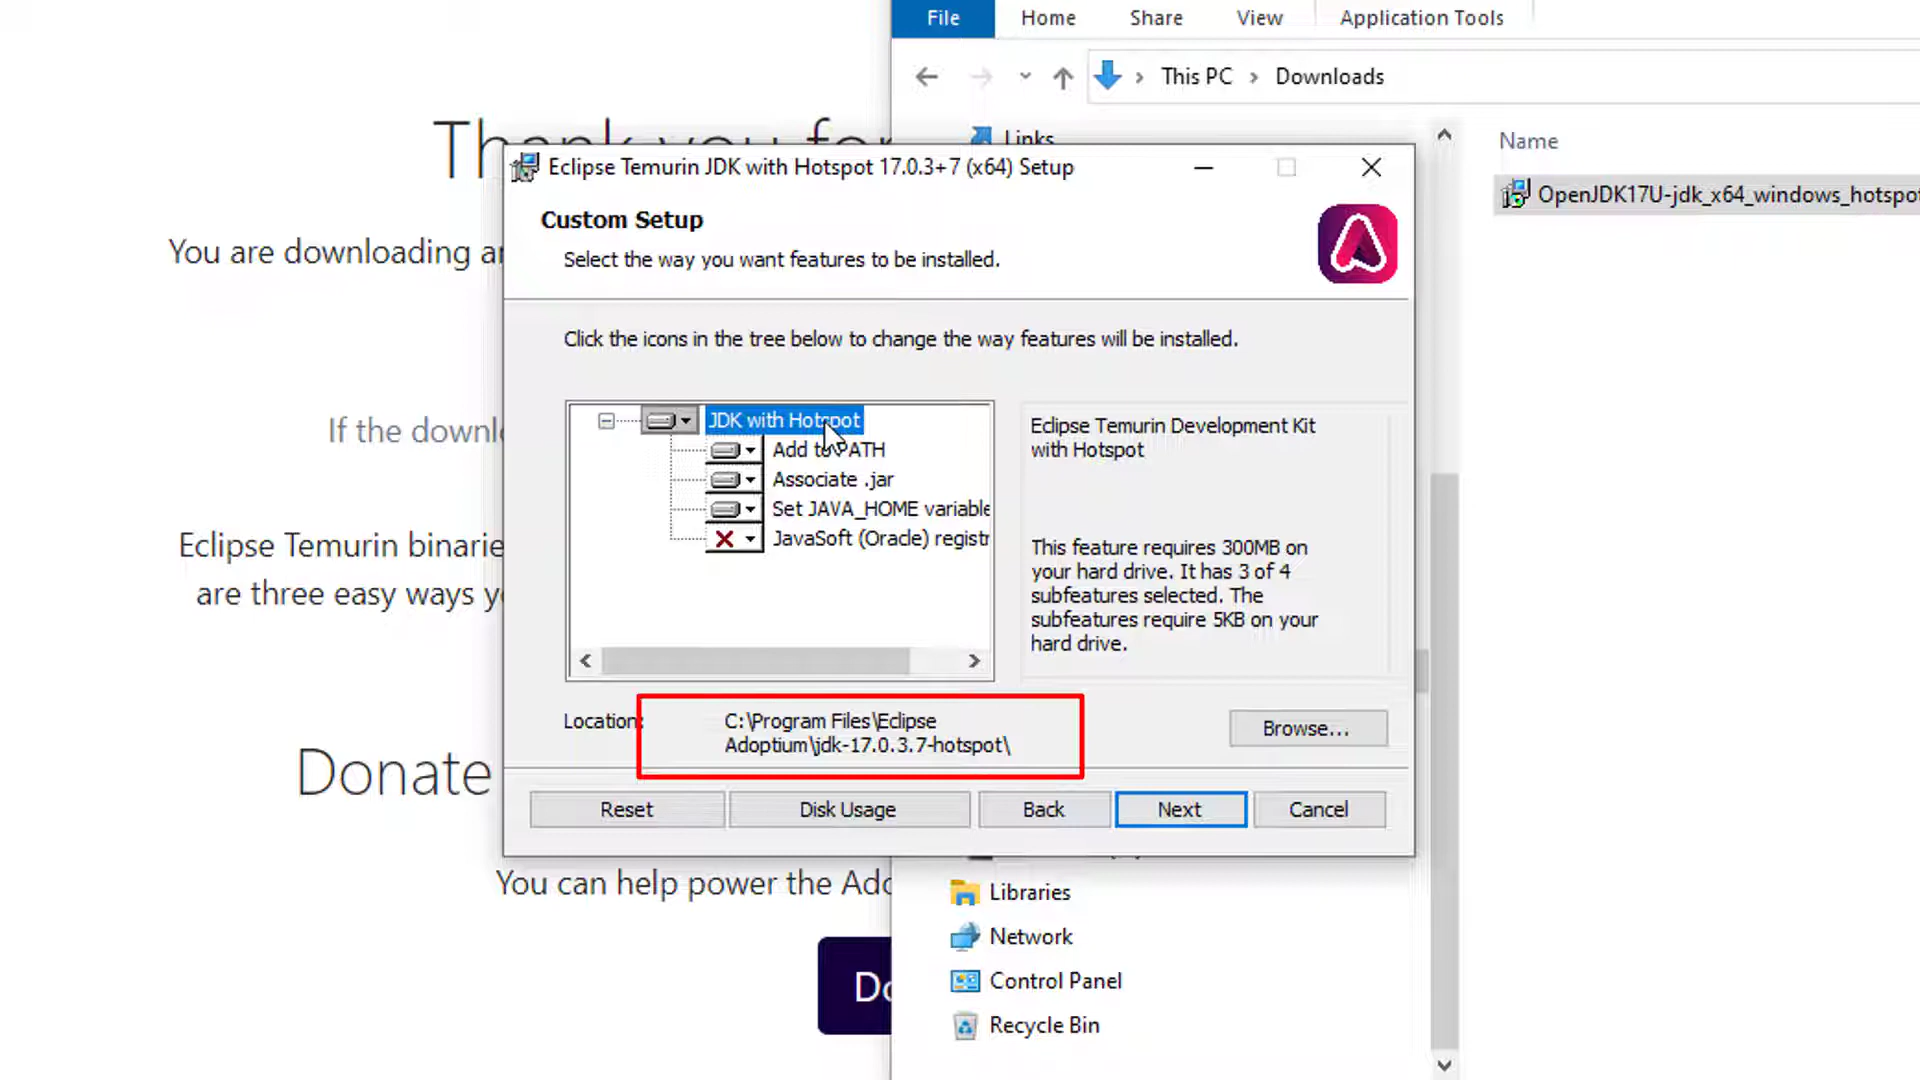 File Home Share View Application Tools
This PC > Downloads
Links
Name
OpenJDK17U-jdk_x64_windows_hotspot
Thank you for
You are downloading
If the
Eclipse Temurin
are three easy ways
Donate
You can help power the
Eclipse Temurin JDK with Hotspot 17.0.3+7 (x64) Setup
Custom Setup
Select the way you want features to be installed.
Click the icons in the tree below to change the way features will be installed.
JDK with Hotspot
Add to PATH
Associate .jar
Set JAVA_HOME variable
JavaSoft (Oracle)
Eclipse Temurin Development Kit
with Hotspot
This feature requires 300MB on
your hard drive. It has 3 of 4
subfeatures selected. The
subfeatures require 5KB on your
hard drive.
Location:
C:\Program Files\Eclipse
Adoptium\jdk-17.0.3.7-hotspot\
Browse...
Reset Disk Usage Back Next Cancel
Libraries
Network
Control Panel
Recycle Bin